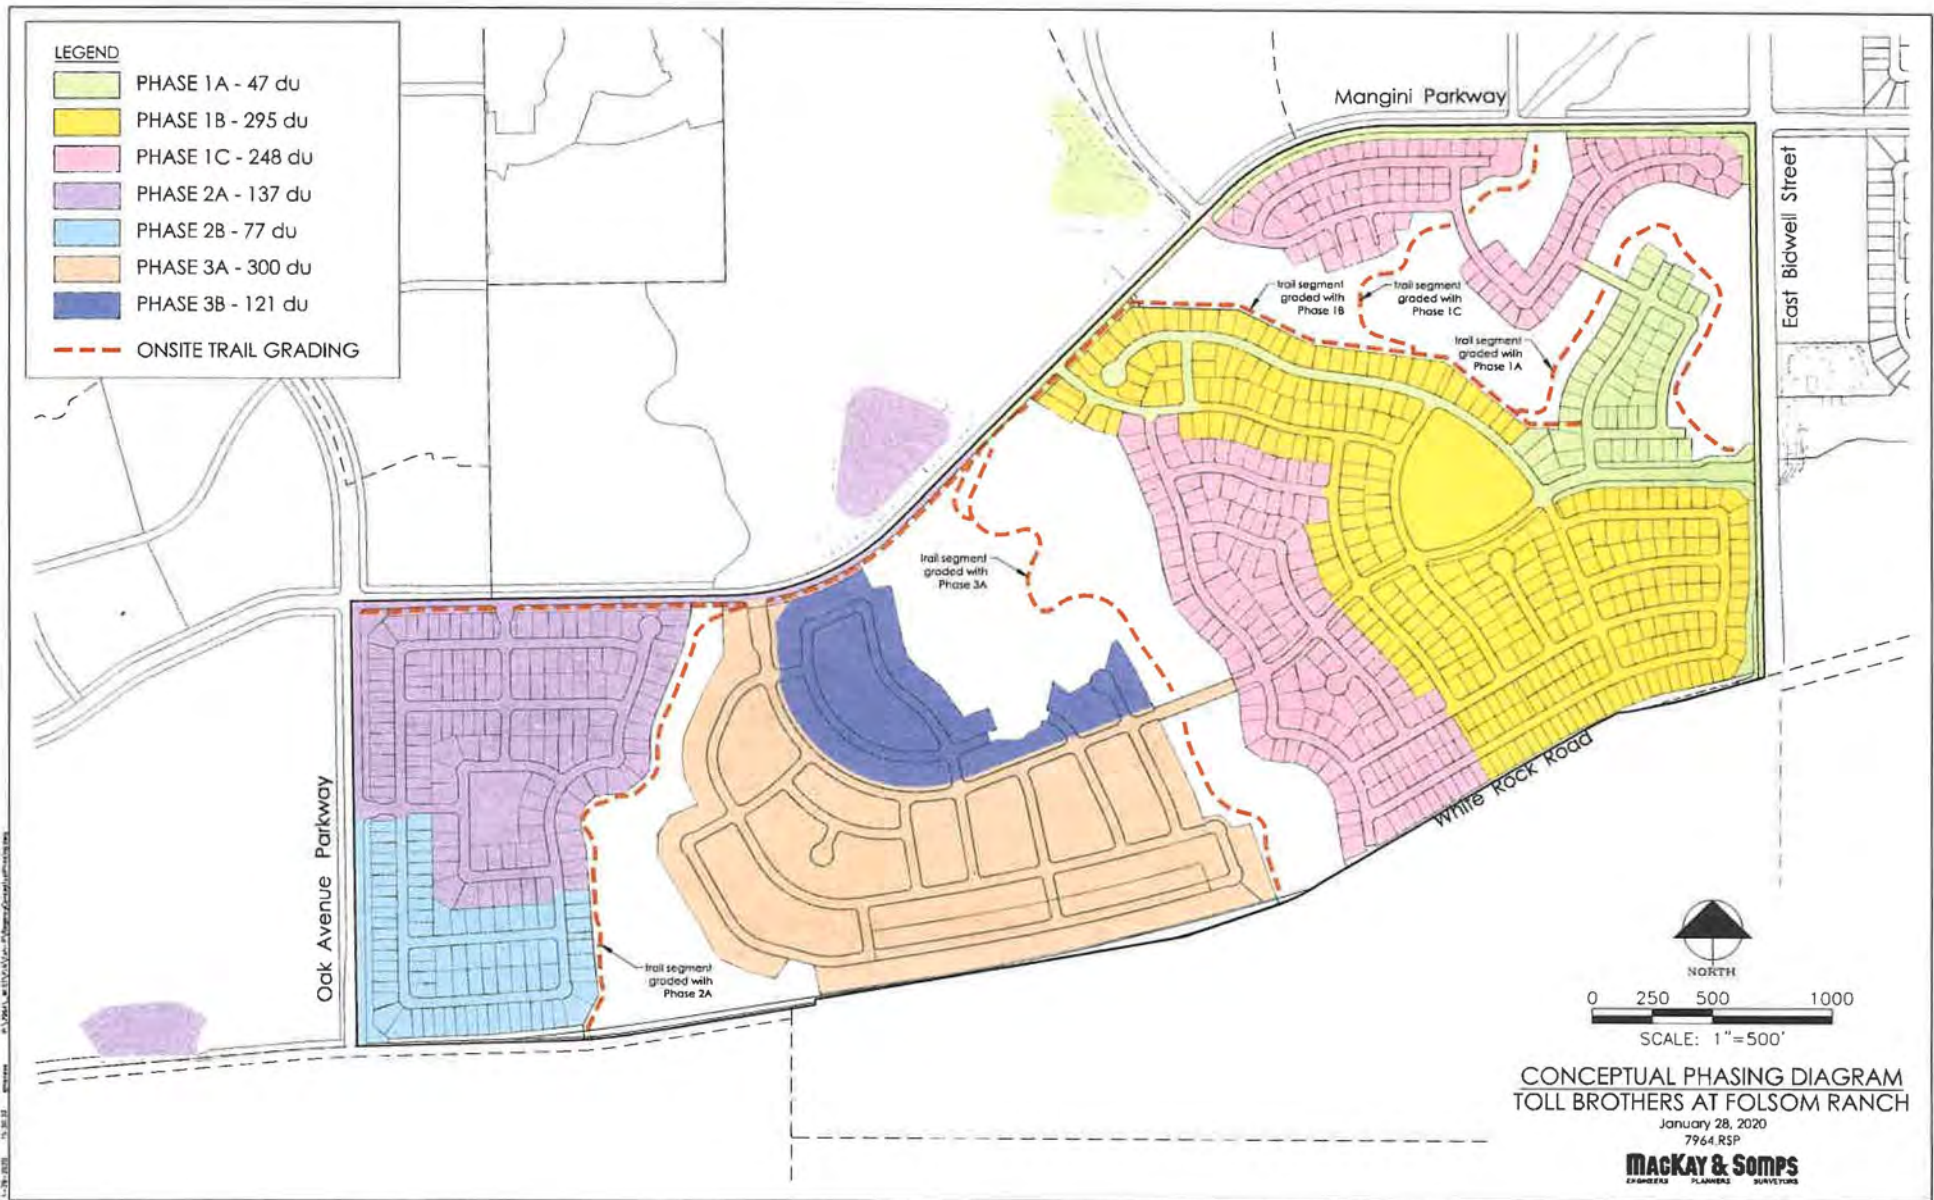 LEGEND
PHASE 1A - 47 du
PHASE 1B - 295 du
PHASE 1C - 248 du
PHASE 2A - 137 du
PHASE 2B - 77 du
PHASE 3A - 300 du
PHASE 3B - 121 du
ONSITE TRAIL GRADING
Mangini Parkway
East Bidwell Street
trail segment
graded with
Phase 1B
trail segment
graded with
Phase 1C
trail segment
graded with
Phase 1A
trail segment
graded with
Phase 3A
White Rock Road
Oak Avenue Parkway
trail segment
graded with
Phase 2A
NORTH
0 250 500 1000
SCALE: 1"=500'
CONCEPTUAL PHASING DIAGRAM
TOLL BROTHERS AT FOLSOM RANCH
January 28, 2020
7964.RSP
MACKAY & SOMPS
ENGINEERS PLANNERS SURVEYORS